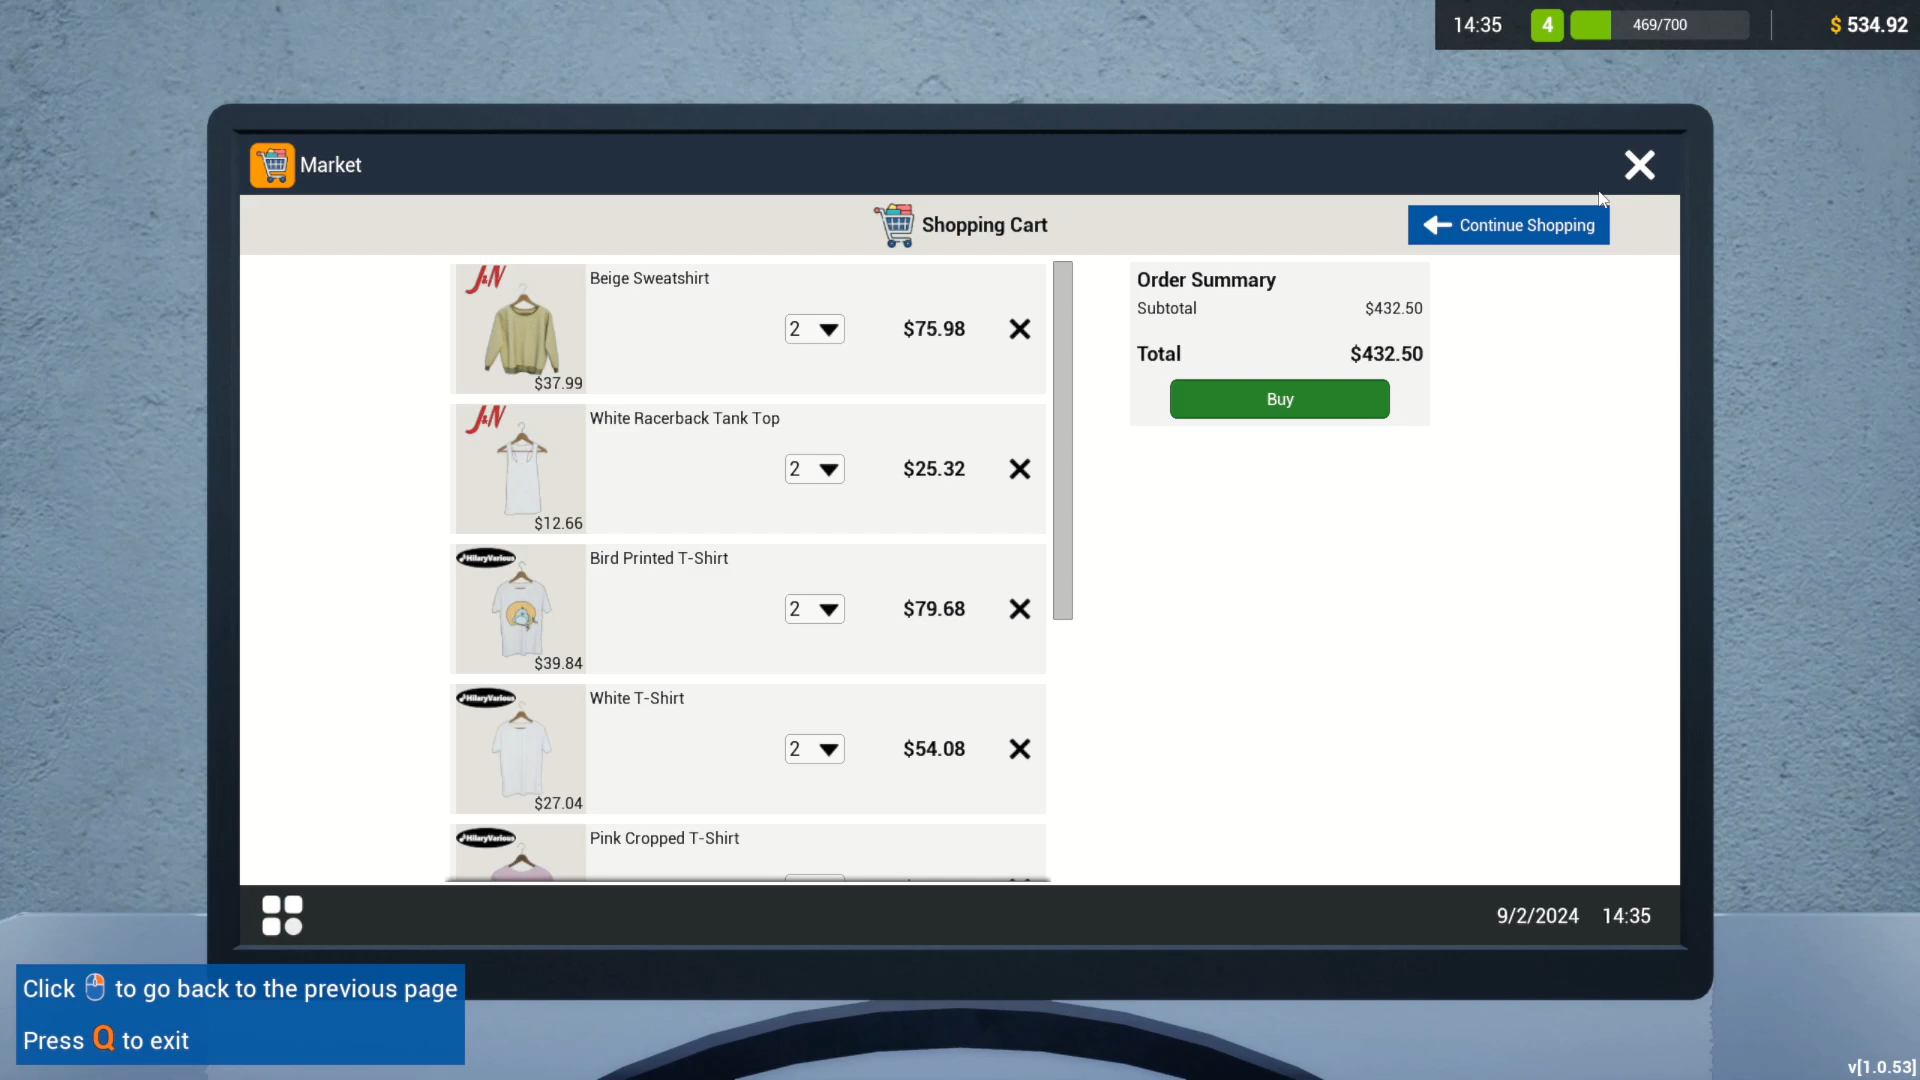 14:35 4 469/700 $ 534.92
Market
Shopping Cart
Continue Shopping
J&N
Beige Sweatshirt
2 $75.98
$37.99
J&N
White Racerback Tank Top
2 $25.32
$12.66
HilaryVarious
Bird Printed T-Shirt
2 $79.68
$39.84
HilaryVarious
White T-Shirt
2 $54.08
$27.04
HilaryVarious
Pink Cropped T-Shirt
Order Summary
Subtotal $432.50
Total $432.50
Buy
9/2/2024 14:35
Click to go back to the previous page
Press Q to exit
v[1.0.53]